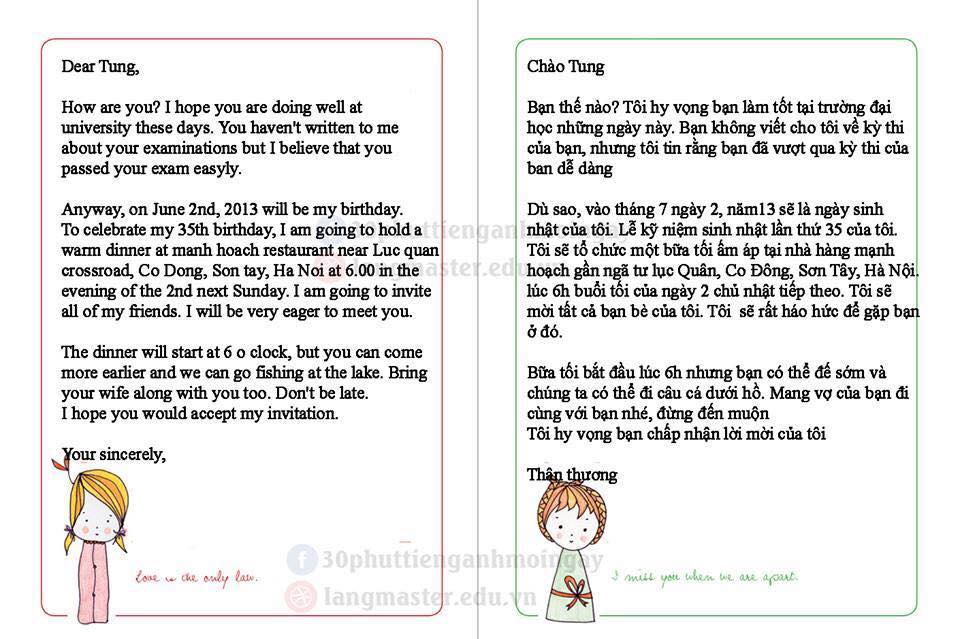 Dear Tung,
How are you? I hope you are doing well at
university these days. You haven't written to me
about your examinations but I believe that you
passed your exam easyly.
Anyway, on June 2nd, 2013 will be my birthday.
To celebrate my 35th birthday, I am going to hold a
warm dinner at manh hoach restaurant near Luc quan
crossroad, Co Dong, Son tay, Ha Noi at 6.00 in the
evening of the 2nd next Sunday. I am going to invite
all of my friends. I will be very eager to meet you.
The dinner will start at 6 o clock, but you can come
more earlier and we can go fishing at the lake. Bring
your wife along with you too. Don't be late.
I hope you would accept my invitation.
Your sincerely,
Love is the only law.
Chào Tung
Bạn thế nào? Tôi hy vọng bạn làm tốt tại trường đại
học những ngày này. Bạn không viết cho tôi về kỳ thi
của bạn, nhưng tôi tin rằng bạn đã vượt qua kỳ thi của
ban dễ dàng
Dù sao, vào tháng 7 ngày 2, năm13 sẽ là ngày sinh
nhật của tôi. Lễ kỹ niệm sinh nhật lần thứ 35 của tôi.
Tôi sẽ tổ chức một bữa tối ấm áp tại nhà hàng mạnh
hoạch gần ngã tư lục Quân, Co Đông, Sơn Tây, Hà Nội.
lúc 6h buổi tối của ngày 2 chủ nhật tiếp theo. Tôi sẽ
mời tất cả bạn bè của tôi. Tôi sẽ rất háo hức để gặp bạn
ở đó.
Bữa tối bắt đầu lúc 6h nhưng bạn có thể đế sớm và
chúng ta có thể đi câu cá dưới hồ. Mang vợ của bạn đi
cùng với bạn nhé, đừng đến muộn
Tôi hy vọng bạn chấp nhận lời mời của tôi
Thân thương
I miss you when we are apart.
30phuttienganhmoingay
langmaster.edu.vn
30phuttienganhmoingay
langmaster.edu.vn